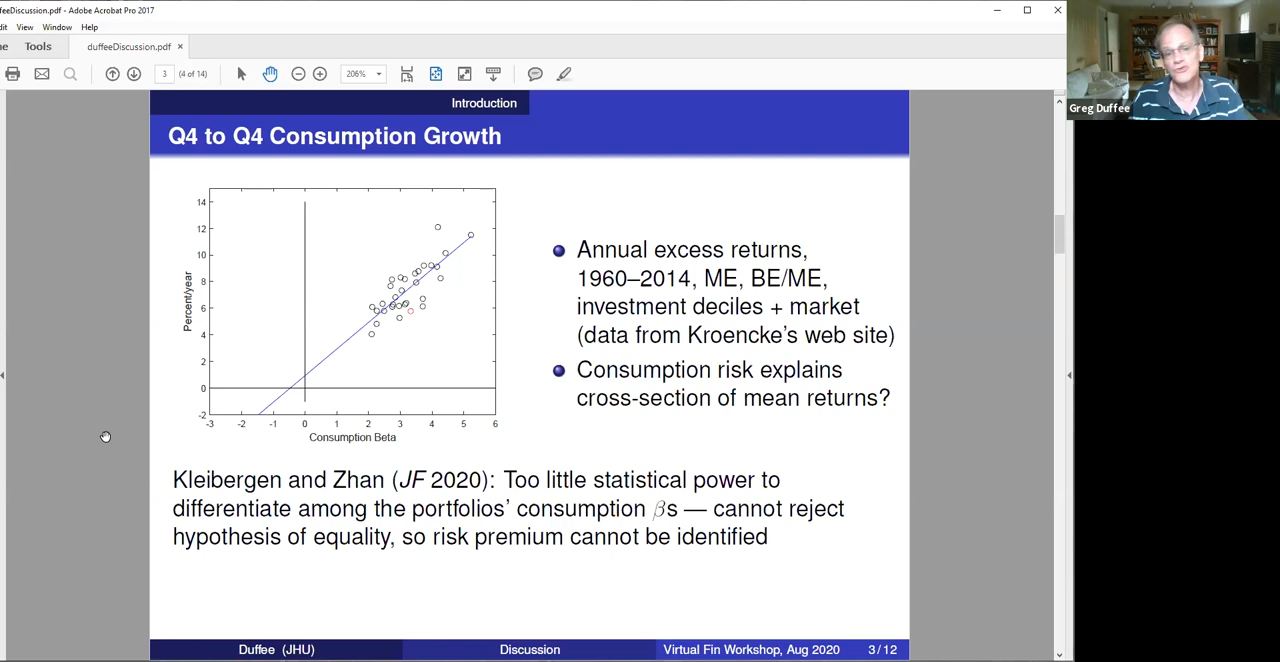 feeDiscussion.pdf - Adobe Acrobat Pro 2017
dit View Window Help
ne Tools duffeeDiscussion.pdf ×
3 (4 of 14) 206%
Greg Duffee
Introduction
Q4 to Q4 Consumption Growth
14
12
10
8
6
4
2
0
-2
Percent/year
-3 -2 -1 0 1 2 3 4 5 6
Consumption Beta
Annual excess returns,
1960–2014, ME, BE/ME,
investment deciles + market
(data from Kroencke's web site)
Consumption risk explains
cross-section of mean returns?
Kleibergen and Zhan (JF 2020): Too little statistical power to
differentiate among the portfolios' consumption βs — cannot reject
hypothesis of equality, so risk premium cannot be identified
Duffee (JHU) Discussion Virtual Fin Workshop, Aug 2020 3 / 12